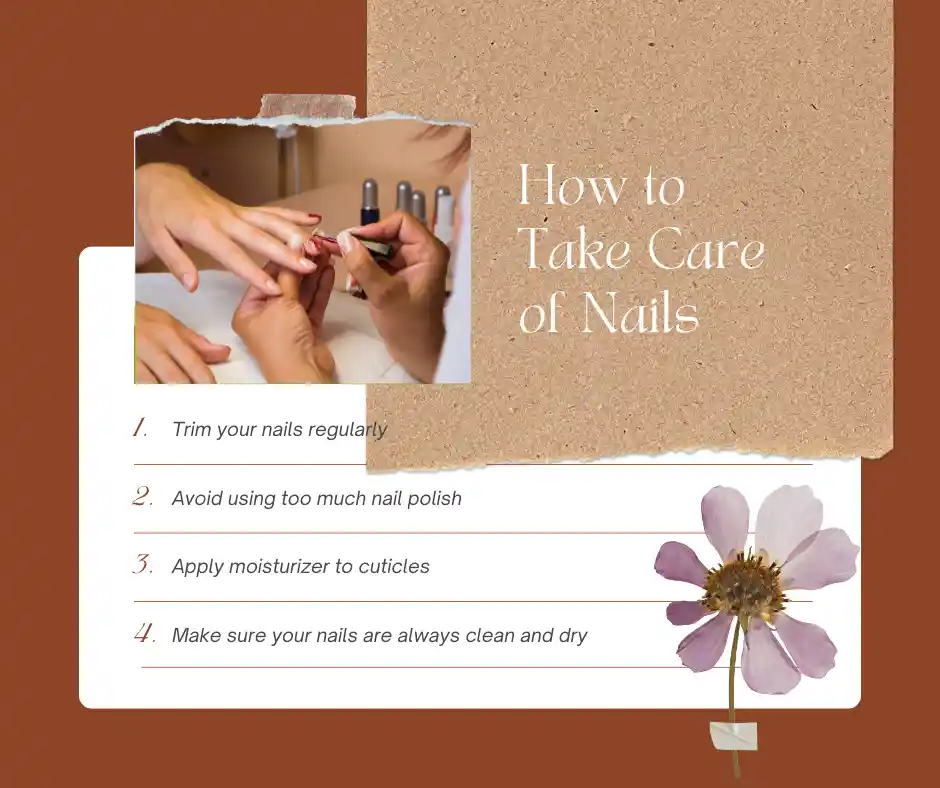 How to
Take Care
of Nails
1. Trim your nails regularly
2. Avoid using too much nail polish
3. Apply moisturizer to cuticles
4. Make sure your nails are always clean and dry